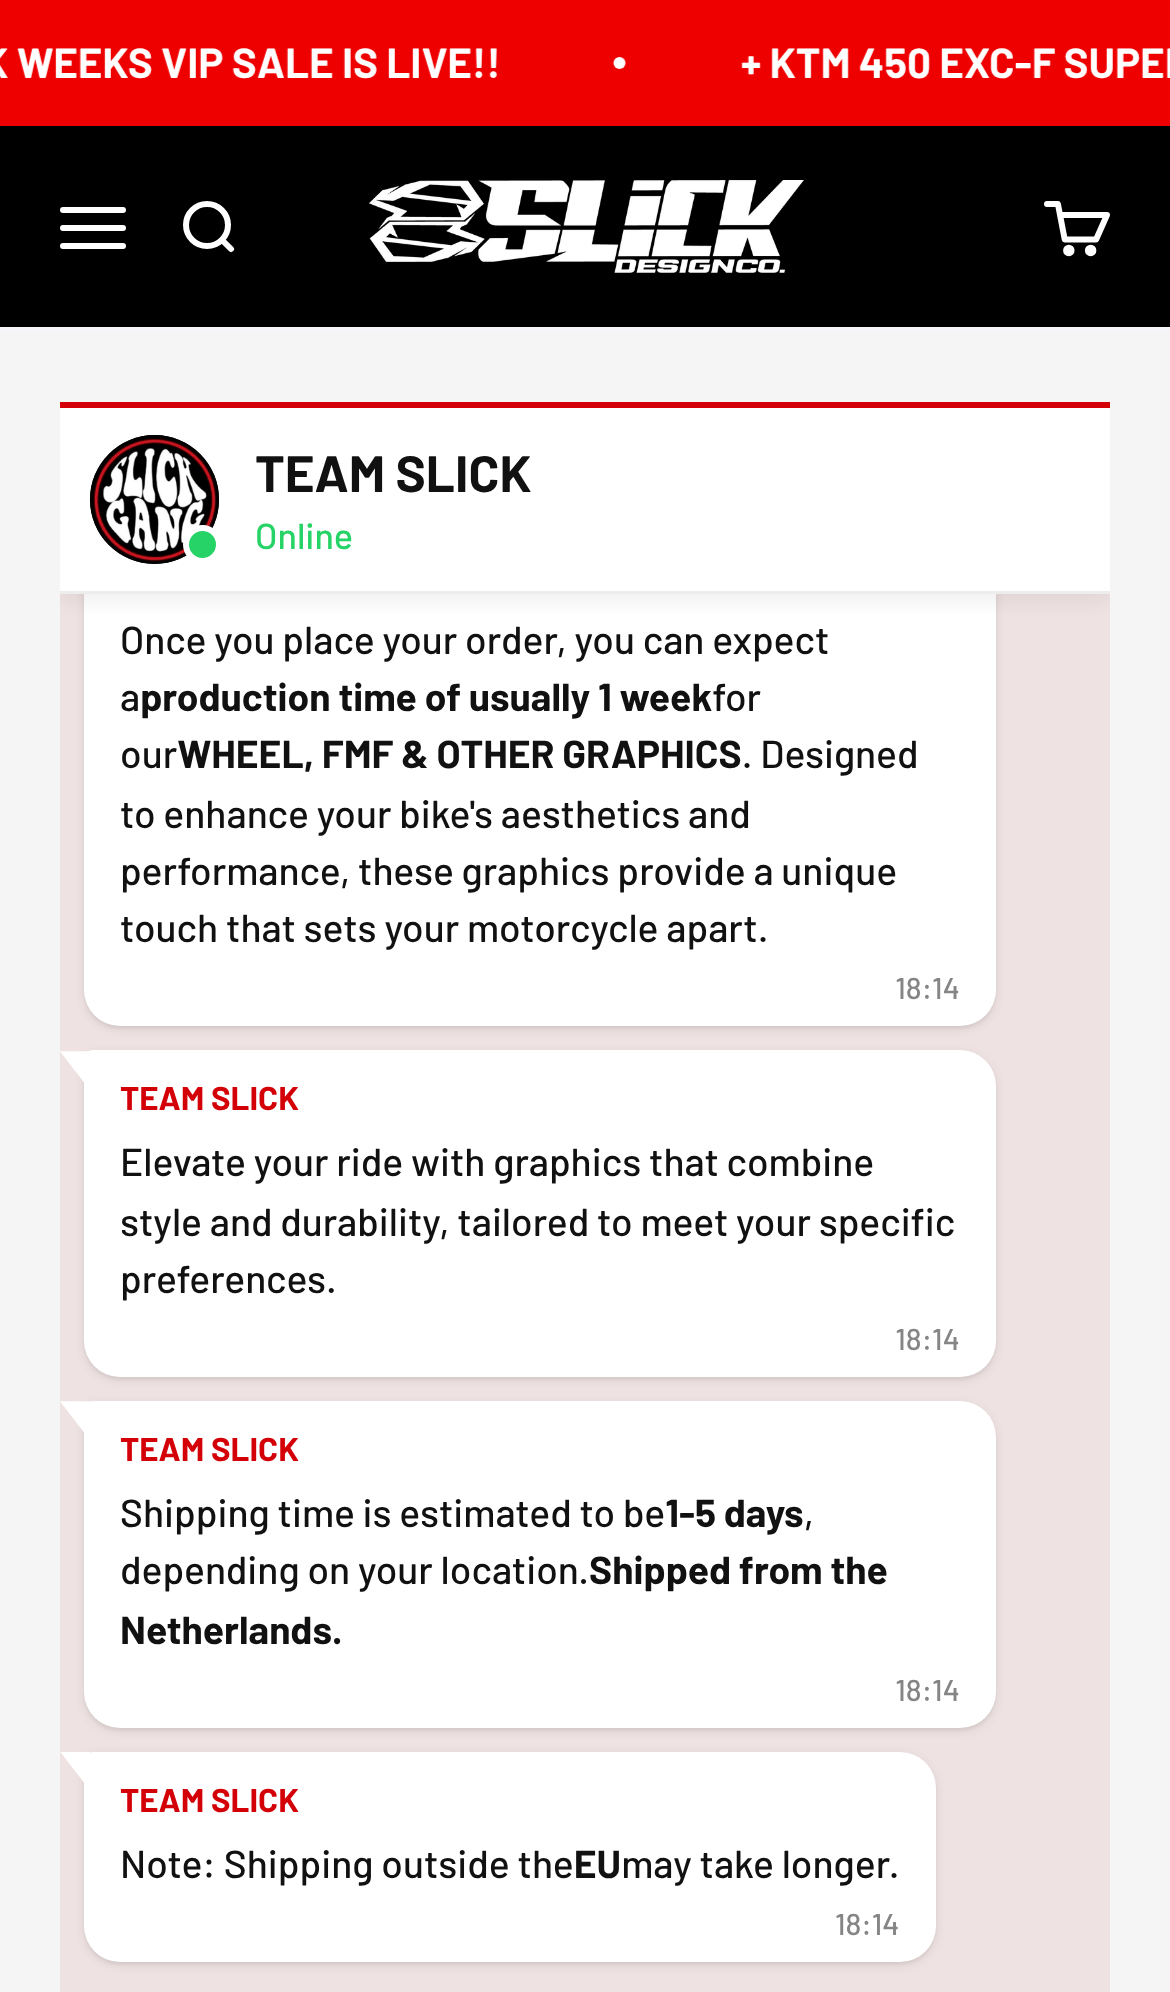 WEEKS VIP SALE IS LIVE!! • + KTM 450 EXC-F
SLICK
DESIGNCO.
SLICK
GANG
TEAM SLICK
Online
Once you place your order, you can expect
aproduction time of usually 1 weekfor
ourWHEEL, FMF & OTHER GRAPHICS. Designed
to enhance your bike's aesthetics and
performance, these graphics provide a unique
touch that sets your motorcycle apart.
18:14
TEAM SLICK
Elevate your ride with graphics that combine
style and durability, tailored to meet your specific
preferences.
18:14
TEAM SLICK
Shipping time is estimated to be1-5 days,
depending on your location.Shipped from the
Netherlands.
18:14
TEAM SLICK
Note: Shipping outside theEUmay take longer.
18:14